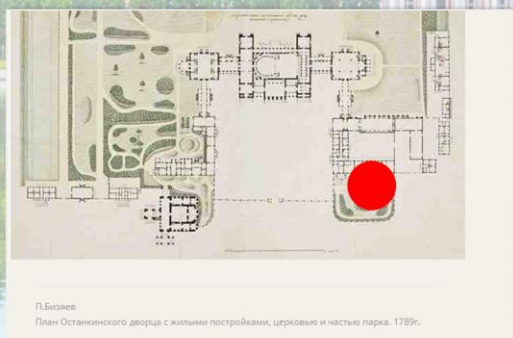 П.Бизяев
План Останкинского дворца с жилыми постройками, церковью и частью парка. 1789г.